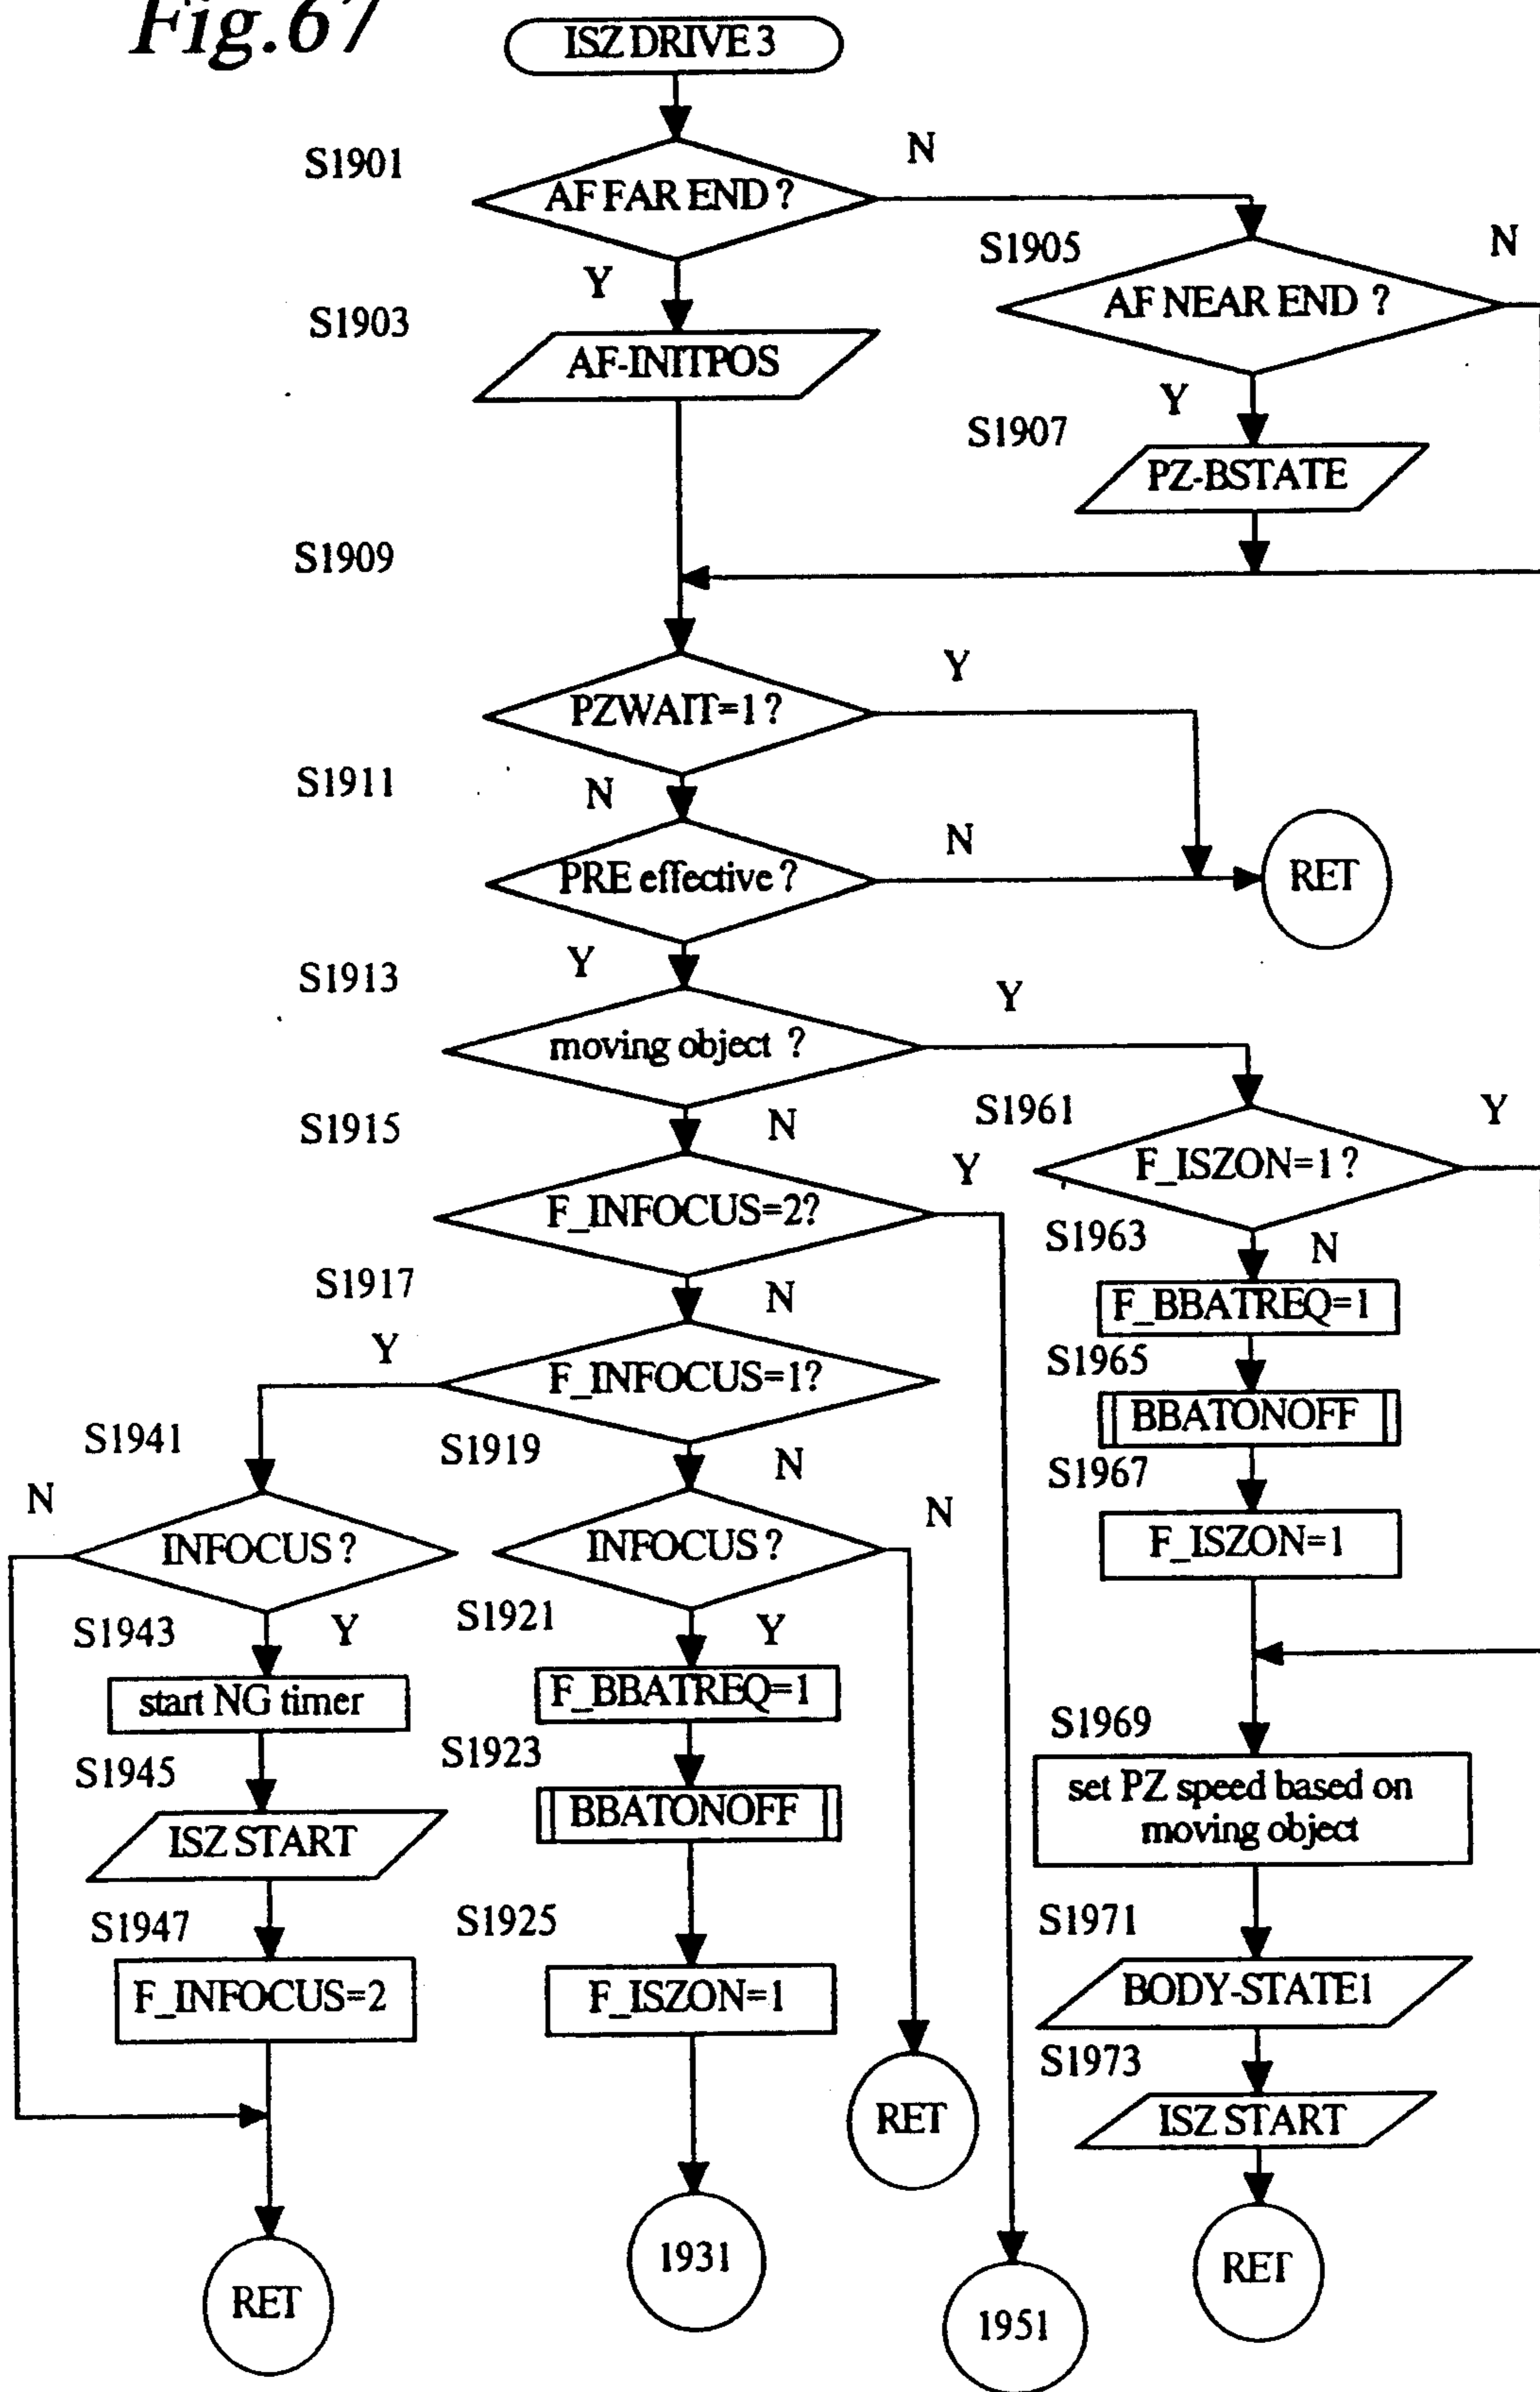 Fig.67
ISZ DRIVE 3
S1901
AF FAR END ?
N
Y
S1903
AF-INITPOS
S1905
AF NEAR END ?
N
Y
S1907
PZ-BSTATE
S1909
PZWAIT=1 ?
Y
N
S1911
PRE effective ?
N
RET
Y
S1913
moving object ?
Y
N
S1915
F_INFOCUS=2?
Y
N
S1917
F_INFOCUS=1?
Y
N
S1941
INFOCUS ?
N
Y
S1943
start NG timer
S1945
ISZ START
S1947
F_INFOCUS=2
RET
S1919
INFOCUS ?
N
Y
S1921
F_BBATREQ=1
S1923
BBATONOFF
S1925
F_ISZON=1
1931
RET
1951
S1961
F_ISZON=1 ?
Y
N
S1963
F_BBATREQ=1
S1965
BBATONOFF
S1967
F_ISZON=1
S1969
set PZ speed based on
moving object
S1971
BODY-STATE1
S1973
ISZ START
RET